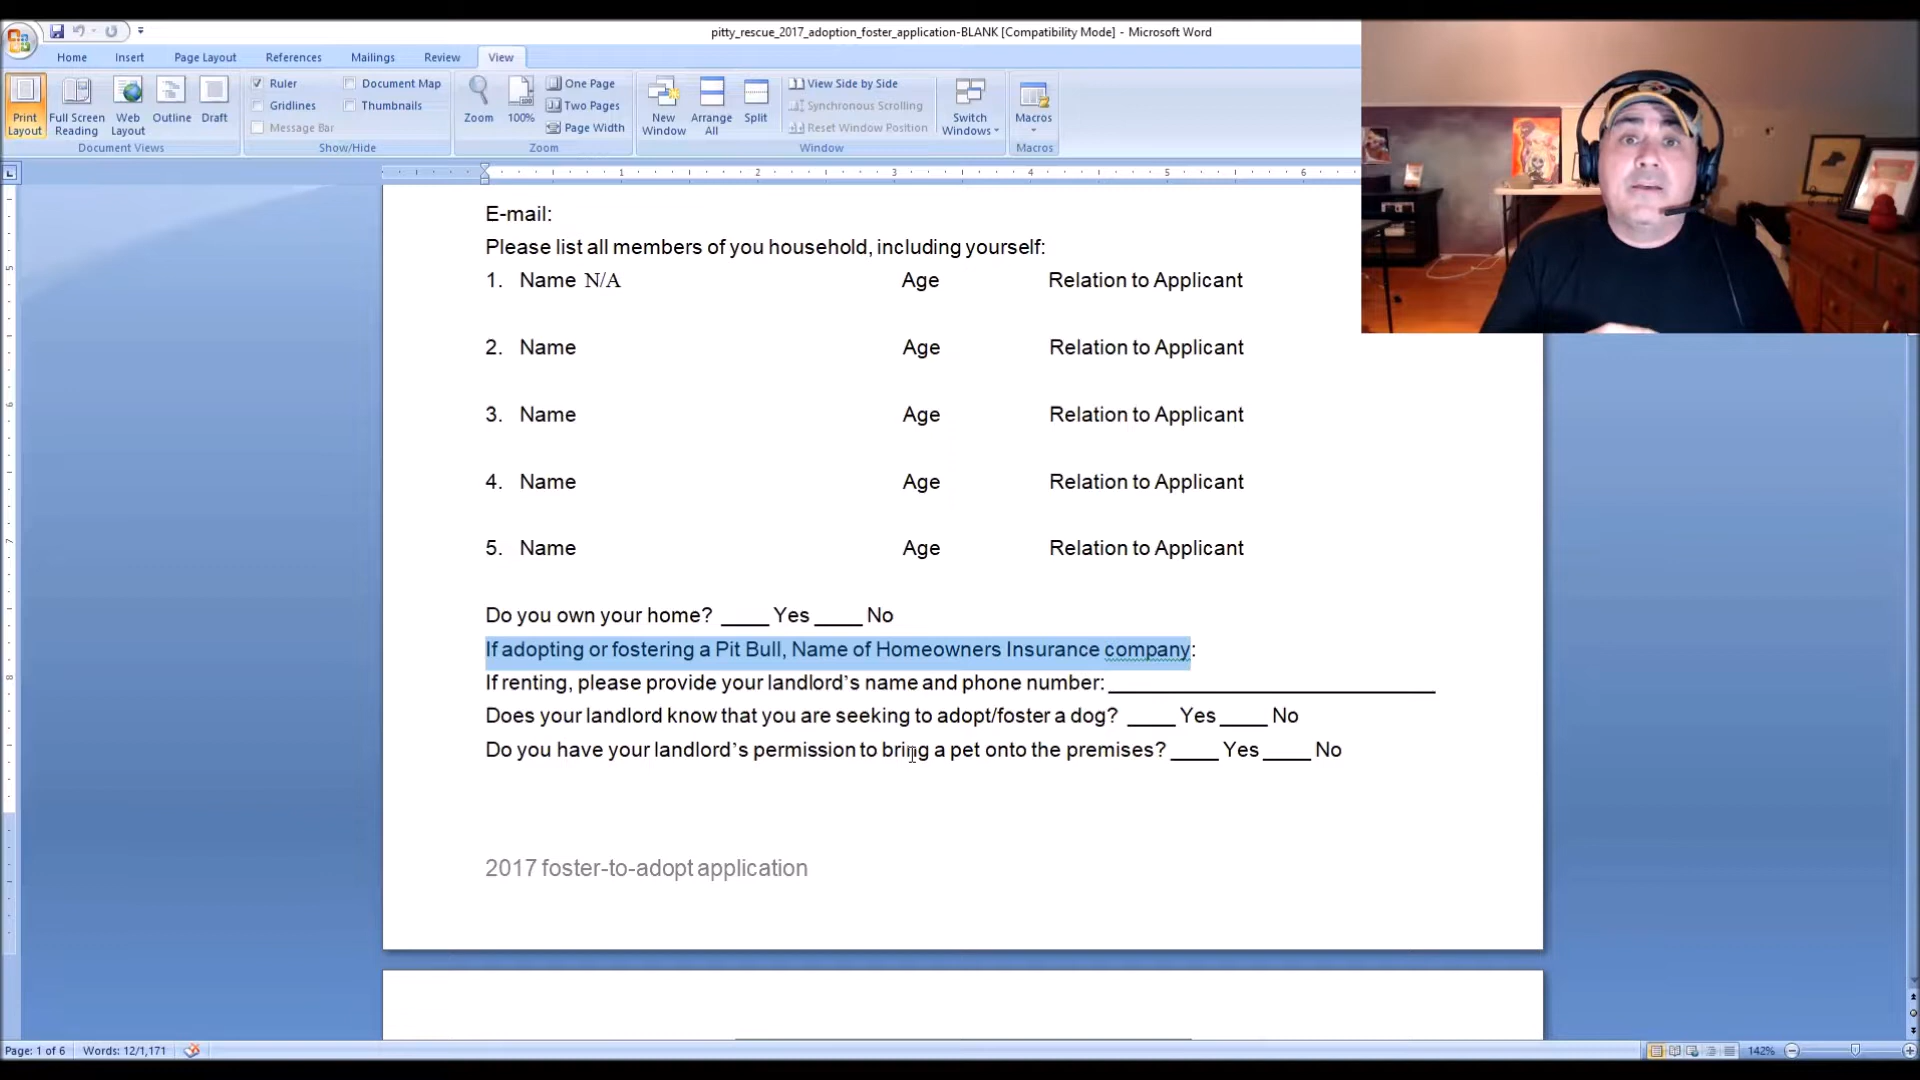 pitty_rescue_2017_adoption_foster_application-BLANK [Compatibility Mode] - Microsoft Word
Home Insert Page Layout References Mailings Review View
Print Layout
Full Screen Reading
Web Layout
Outline
Draft
Document Views
Ruler
Gridlines
Message Bar
Document Map
Thumbnails
Show/Hide
Zoom
100%
One Page
Two Pages
Page Width
Zoom
New Window
Arrange All
Split
View Side by Side
Synchronous Scrolling
Reset Window Position
Switch Windows
Window
Macros
Macros
1 2 3 4 5 6
E-mail:
Please list all members of you household, including yourself:
1. Name N/A Age Relation to Applicant
2. Name Age Relation to Applicant
3. Name Age Relation to Applicant
4. Name Age Relation to Applicant
5. Name Age Relation to Applicant
Do you own your home? ____ Yes ____ No
If adopting or fostering a Pit Bull, Name of Homeowners Insurance company:
If renting, please provide your landlord's name and phone number: ___________________________
Does your landlord know that you are seeking to adopt/foster a dog? ____ Yes ____ No
Do you have your landlord's permission to bring a pet onto the premises? ____ Yes ____ No
2017 foster-to-adopt application
Page: 1 of 6 Words: 12/1,171 142%